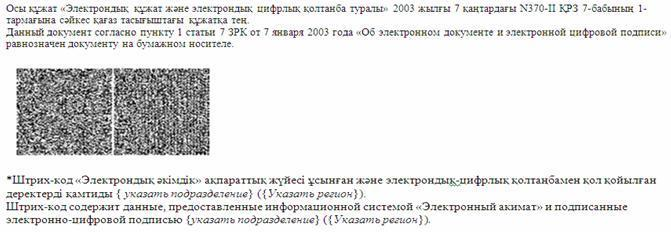 Осы құжат «Электрондық құжат және электрондық цифрлық қолтаңба туралы» 2003 жылғы 7 қаңтардағы N370-II ҚРЗ 7-бабының 1-
тармағына сәйкес қағаз тасығыштағы құжатқа тең.
Данный документ согласно пункту 1 статьи 7 ЗРК от 7 января 2003 года «Об электронном документе и электронной цифровой подписи»
равнозначен документу на бумажном носителе.
*Штрих-код «Электрондық әкімдік» ақпараттық жүйесі ұсынған және электрондық-цифрлық қолтаңбамен қол қойылған
деректерді қамтиды { указать подразделение} ({Указать регион}).
Штрих-код содержит данные, предоставленные информационной системой «Электронный акимат» и подписанные
электронно-цифровой подписью {указать подразделение} ({Указать регион}).